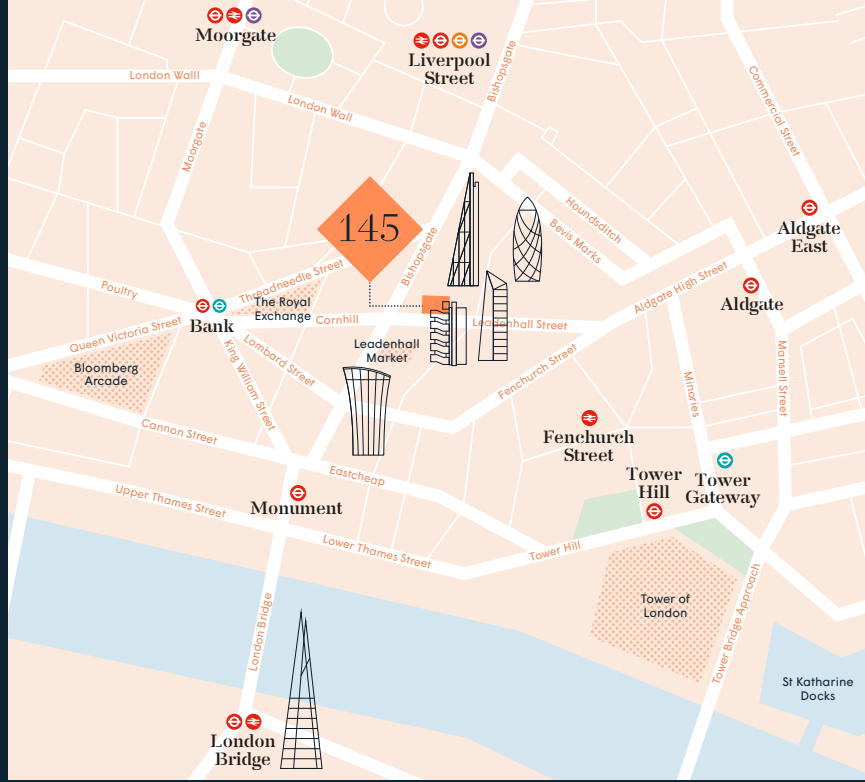 Moorgate
Liverpool
Street
London Walll
London Wall
Bishopsgate
Commercial Street
Moorgate
Houndsditch
Bevis Marks
145
Bishopsgate
Aldgate
East
Poultry
Threadneedle Street
The Royal
Exchange
Aldgate High Street
Aldgate
Bank
Cornhill
Leadenhall Street
Queen Victoria Street
Lombard Street
King William Street
Leadenhall
Market
Bloomberg
Arcade
Fenchurch Street
Minories
Mansell Street
Cannon Street
Fenchurch
Street
Eastcheap
Tower
Hill
Tower
Gateway
Upper Thames Street
Monument
Lower Thames Street
Tower Hill
Tower of
London
London Bridge
Tower Bridge Approach
St Katharine
Docks
London
Bridge